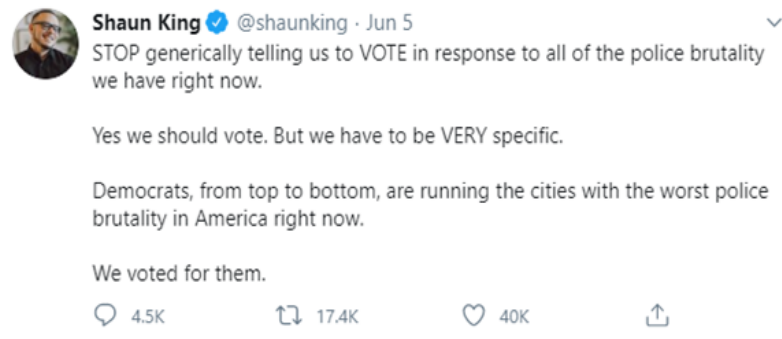 Shaun King @shaunking · Jun 5
STOP generically telling us to VOTE in response to all of the police brutality
we have right now.
Yes we should vote. But we have to be VERY specific.
Democrats, from top to bottom, are running the cities with the worst police
brutality in America right now.
We voted for them.
4.5K 17.4K 40K